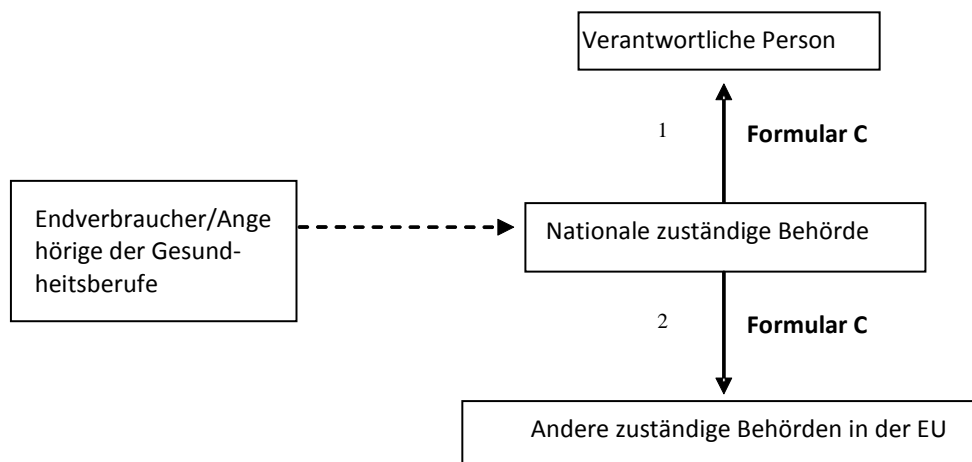 Verantwortliche Person
1 Formular C
Endverbraucher/Ange
hörige der Gesund-
heitsberufe
Nationale zuständige Behörde
2 Formular C
Andere zuständige Behörden in der EU